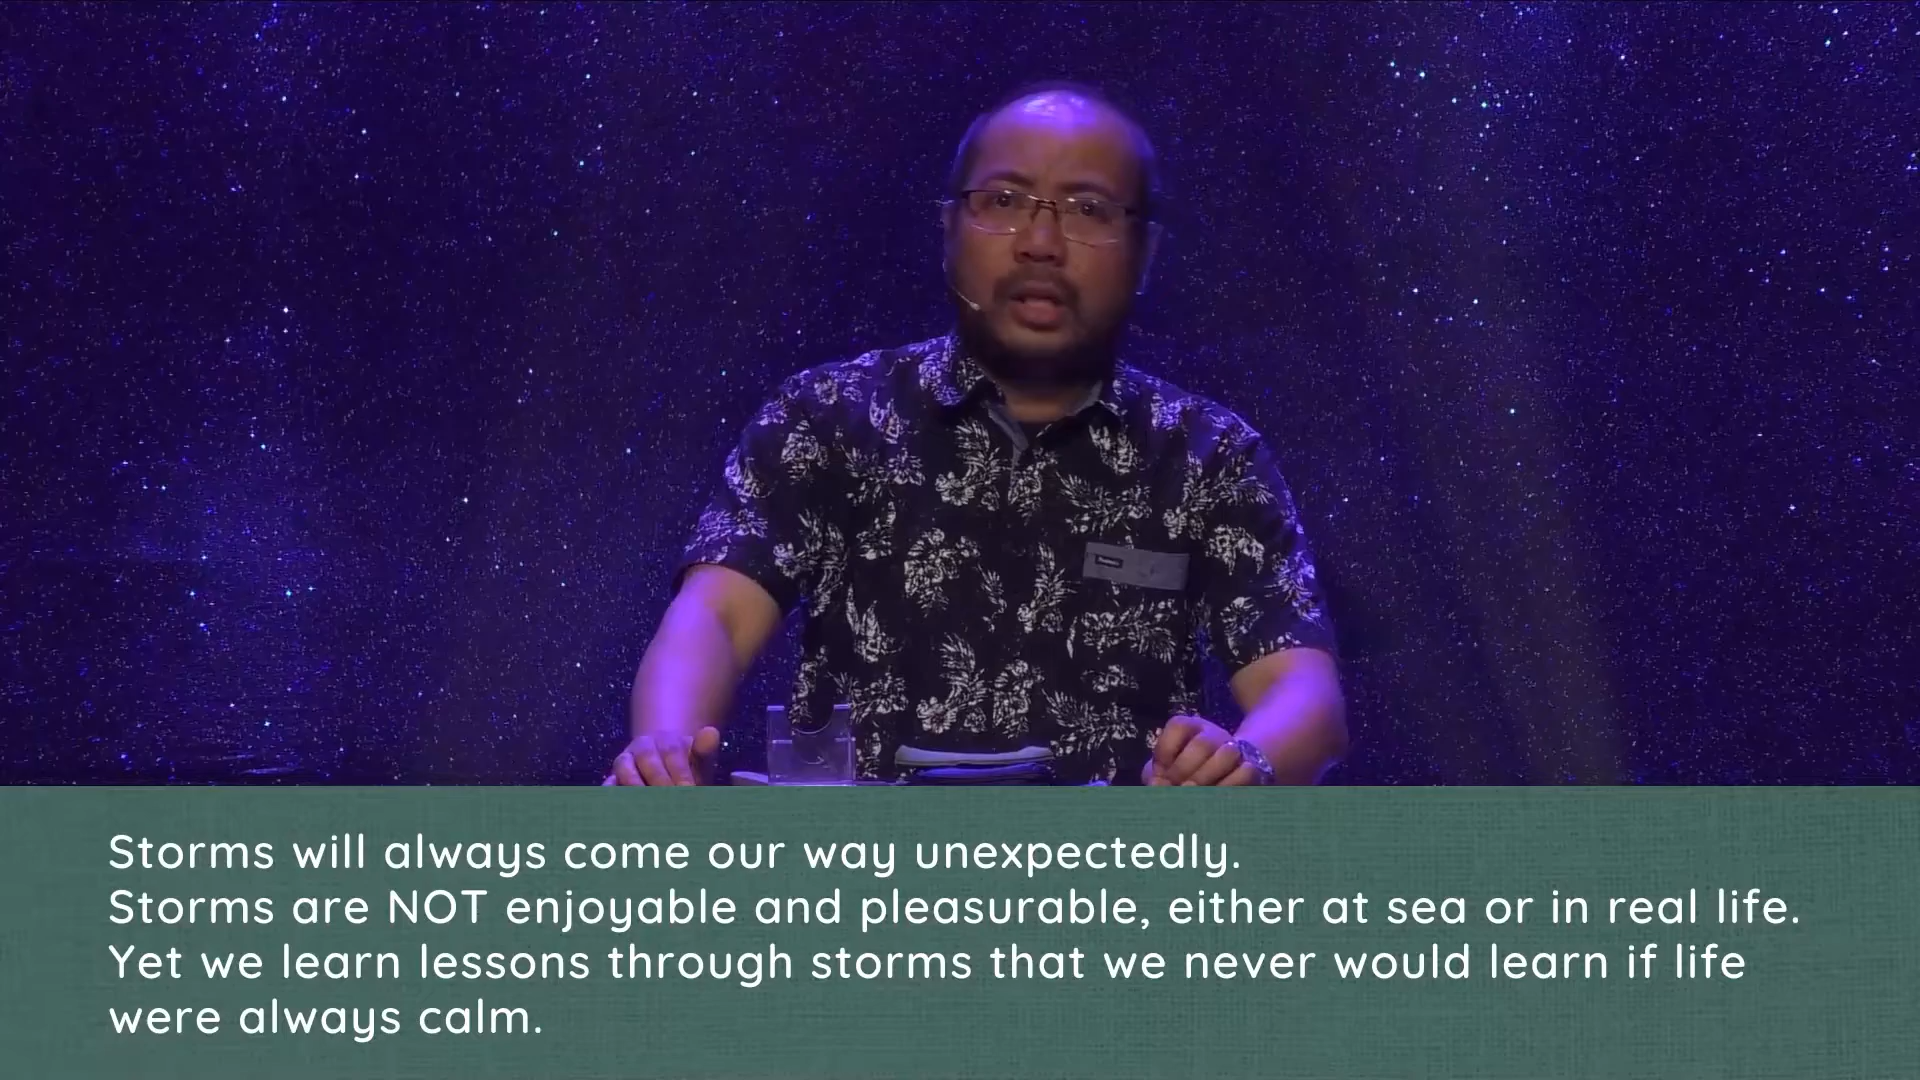 Storms will always come our way unexpectedly.
Storms are NOT enjoyable and pleasurable, either at sea or in real life.
Yet we learn lessons through storms that we never would learn if life
were always calm.